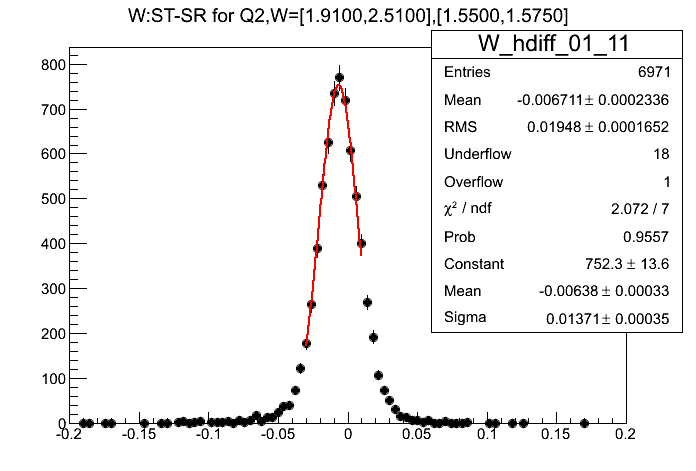 W:ST-SR for Q2,W=[1.9100,2.5100],[1.5500,1.5750]
W_hdiff_01_11
Entries 6971
Mean -0.006711± 0.0002336
RMS 0.01948 ± 0.0001652
Underflow 18
Overflow 1
χ² / ndf 2.072 / 7
Prob 0.9557
Constant 752.3 ± 13.6
Mean -0.00638 ± 0.00033
Sigma 0.01371 ± 0.00035
800
700
600
500
400
300
200
100
0
-0.2 -0.15 -0.1 -0.05 0 0.05 0.1 0.15 0.2